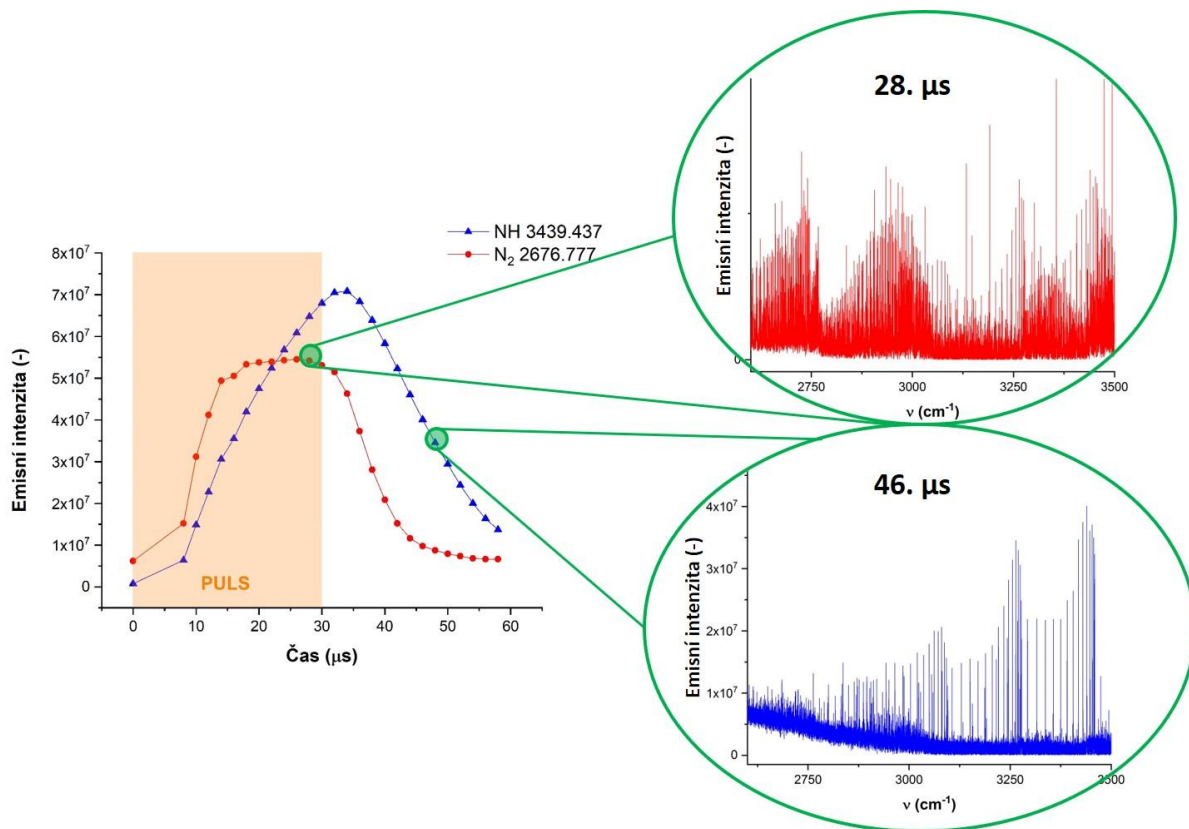 28. µs
Emisní intenzita (-)
0
2750
3000
3250
3500
ν (cm⁻¹)
NH 3439.437
N₂ 2676.777
8x10⁷
7x10⁷
6x10⁷
5x10⁷
4x10⁷
3x10⁷
2x10⁷
1x10⁷
0
Emisní intenzita (-)
PULS
0
10
20
30
40
50
60
Čas (µs)
46. µs
Emisní intenzita (-)
4x10⁷
3x10⁷
2x10⁷
1x10⁷
0
2750
3000
3250
3500
ν (cm⁻¹)